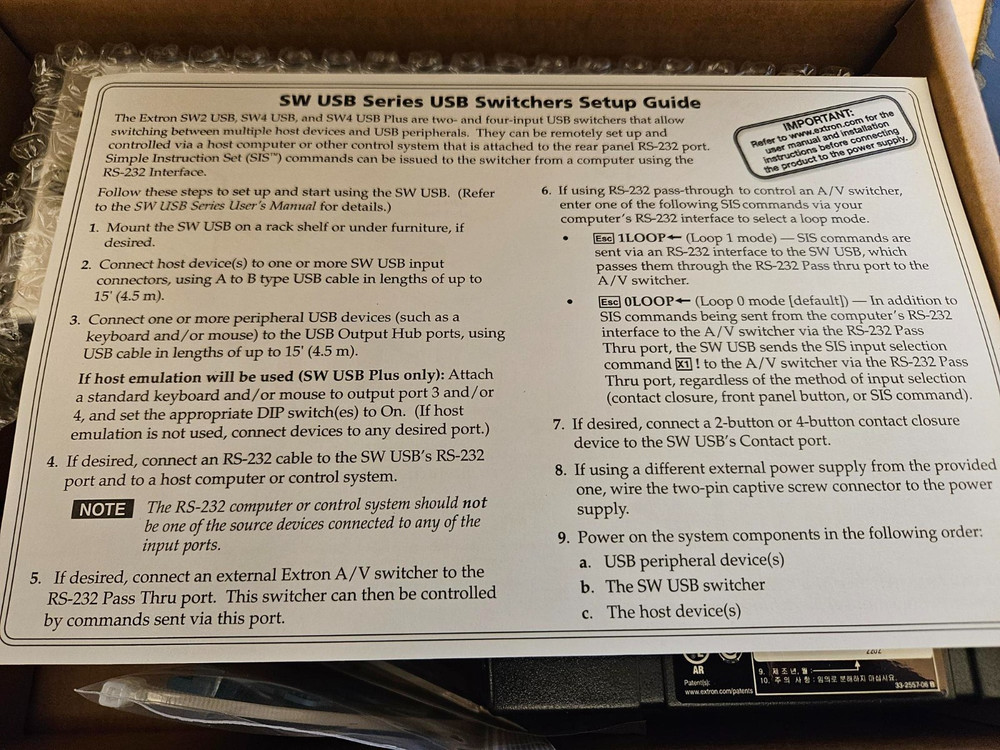 SW USB Series USB Switchers Setup Guide
The Extron SW2 USB, SW4 USB, and SW4 USB Plus are two- and four-input USB switchers that allow
switching between multiple host devices and USB peripherals. They can be remotely set up and
controlled via a host computer or other control system that is attached to the rear panel RS-232 port.
Simple Instruction Set (SIS™) commands can be issued to the switcher from a computer using the
RS-232 Interface.
IMPORTANT:
Refer to www.extron.com for the
user manual and installation
instructions before connecting
the product to the power supply.
Follow these steps to set up and start using the SW USB. (Refer
to the SW USB Series User's Manual for details.)
1. Mount the SW USB on a rack shelf or under furniture, if
desired.
2. Connect host device(s) to one or more SW USB input
connectors, using A to B type USB cable in lengths of up to
15' (4.5 m).
3. Connect one or more peripheral USB devices (such as a
keyboard and/or mouse) to the USB Output Hub ports, using
USB cable in lengths of up to 15' (4.5 m).
If host emulation will be used (SW USB Plus only): Attach
a standard keyboard and/or mouse to output port 3 and/or
4, and set the appropriate DIP switch(es) to On. (If host
emulation is not used, connect devices to any desired port.)
4. If desired, connect an RS-232 cable to the SW USB's RS-232
port and to a host computer or control system.
NOTE The RS-232 computer or control system should not
be one of the source devices connected to any of the
input ports.
5. If desired, connect an external Extron A/V switcher to the
RS-232 Pass Thru port. This switcher can then be controlled
by commands sent via this port.
6. If using RS-232 pass-through to control an A/V switcher,
enter one of the following SIS commands via your
computer's RS-232 interface to select a loop mode.
• Esc 1LOOP← (Loop 1 mode) — SIS commands are
sent via an RS-232 interface to the SW USB, which
passes them through the RS-232 Pass thru port to the
A/V switcher.
• Esc 0LOOP← (Loop 0 mode [default]) — In addition to
SIS commands being sent from the computer's RS-232
interface to the A/V switcher via the RS-232 Pass
Thru port, the SW USB sends the SIS input selection
command X1 ! to the A/V switcher via the RS-232 Pass
Thru port, regardless of the method of input selection
(contact closure, front panel button, or SIS command).
7. If desired, connect a 2-button or 4-button contact closure
device to the SW USB's Contact port.
8. If using a different external power supply from the provided
one, wire the two-pin captive screw connector to the power
supply.
9. Power on the system components in the following order:
a. USB peripheral device(s)
b. The SW USB switcher
c. The host device(s)
AR
Patent(s):
www.extron.com/patents
9. 제 조 년, 월 :
10. 주 의 사 항 : 임의로 분해하지 마십시요.
33-2557-06 B